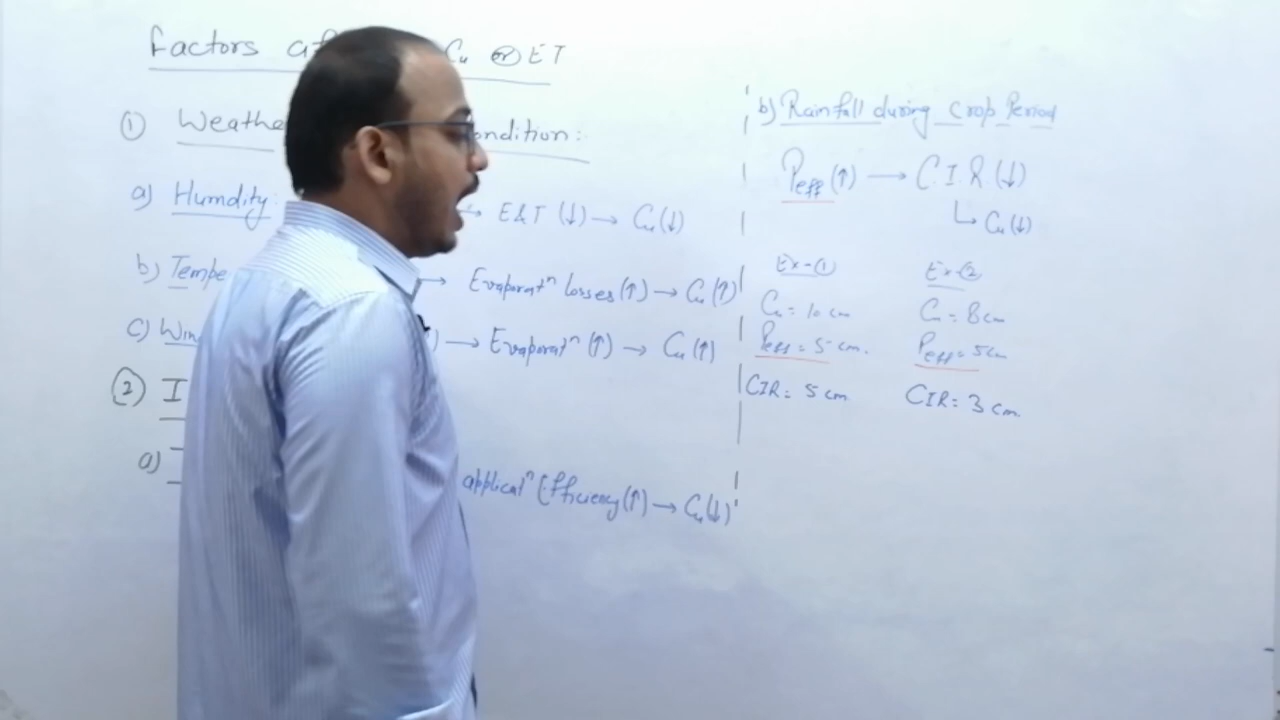 Factors af Cu or ET
① Weathe ondition:
a) Humidity: → E&T (↓) → Cu(↓)
b) Tempe → Evaporatⁿ losses(↑) → Cu(↑)
c) Win ) → Evaporatⁿ (↑) → Cu(↑)
② I
a) applicatⁿ Efficiency(↑) → Cu(↓)
b) Rainfall during Crop Period
Peff(↑) → C.I.R(↓)
↳ Cu(↓)
Ex-①
Cu = 10 cm
Peff = 5 cm.
CIR = 5 cm
Ex-②
Cu = 8 cm
Peff = 5 cm
CIR = 3 cm.